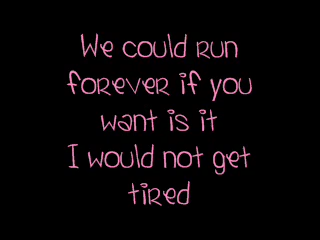 We could run
forever if you
want is it
I would not get
tired